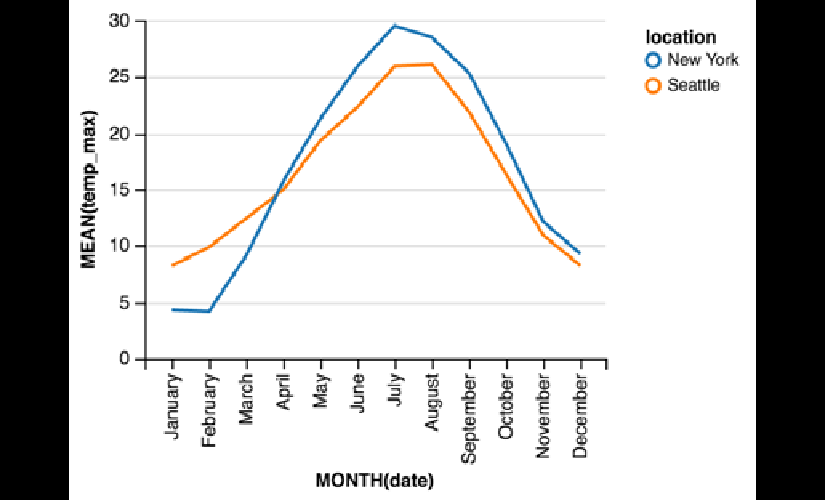 30
25
20
15
10
5
0
MEAN(temp_max)
January
February
March
April
May
June
July
August
September
October
November
December
MONTH(date)
location
New York
Seattle